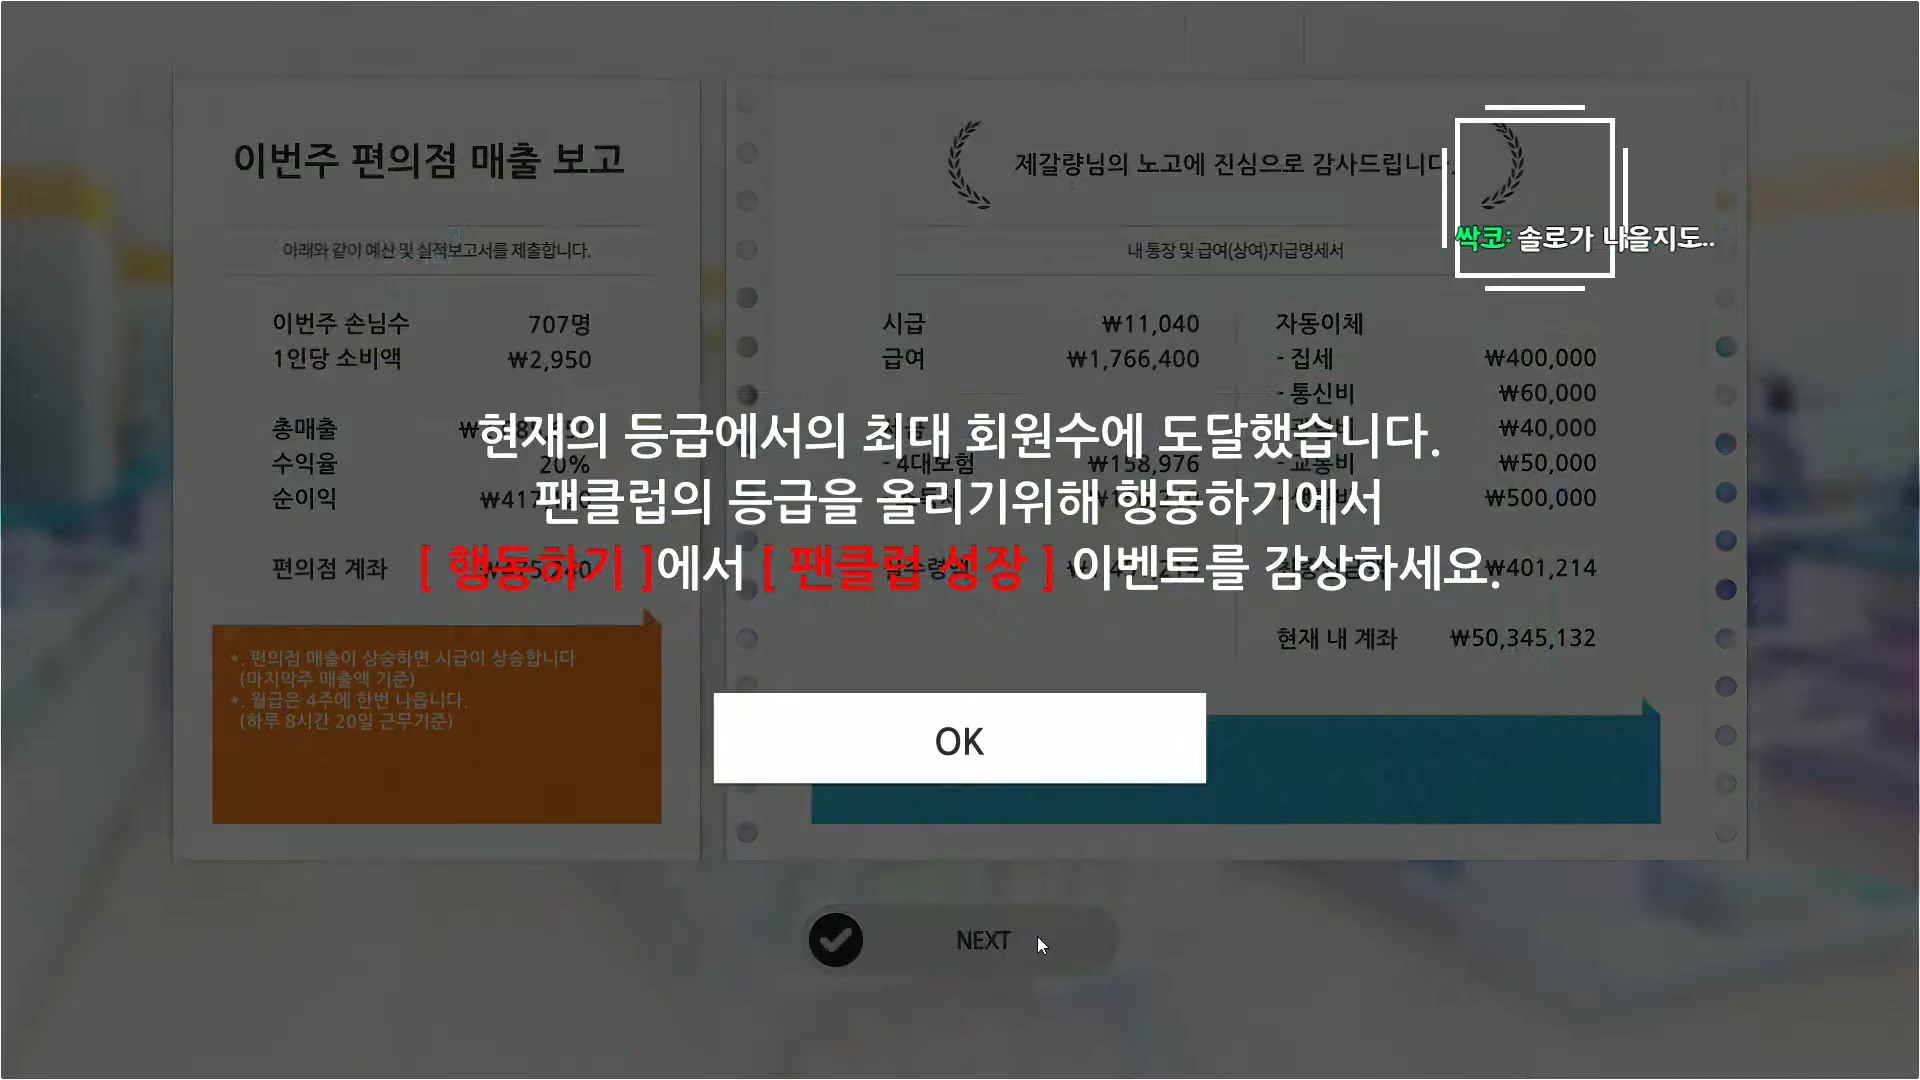 이번주 편의점 매출 보고
아래와 같이 예산 및 실적보고서를 제출합니다.
이번주 손님수 707명
1인당 소비액 ₩2,950
총매출
수익율 20%
순이익
편의점 계좌
*. 편의점 매출이 상승하면 시급이 상승합니다
(마지막주 매출액 기준)
*. 월급은 4주에 한번 나옵니다.
(하루 8시간 20일 근무기준)
제갈량님의 노고에 진심으로 감사드립니다.
내 통장 및 급여(상여)지급명세서
싹코: 솔로가 나을지도..
시급 ₩11,040
급여 ₩1,766,400
- 4대보험 ₩158,976
자동이체
- 집세 ₩400,000
- 통신비 ₩60,000
₩40,000
- 교통비 ₩50,000
₩500,000
₩401,214
현재 내 계좌 ₩50,345,132
현재의 등급에서의 최대 회원수에 도달했습니다.
팬클럽의 등급을 올리기위해 행동하기에서
[ 행동하기 ]에서 [ 팬클럽 성장 ] 이벤트를 감상하세요.
OK
NEXT